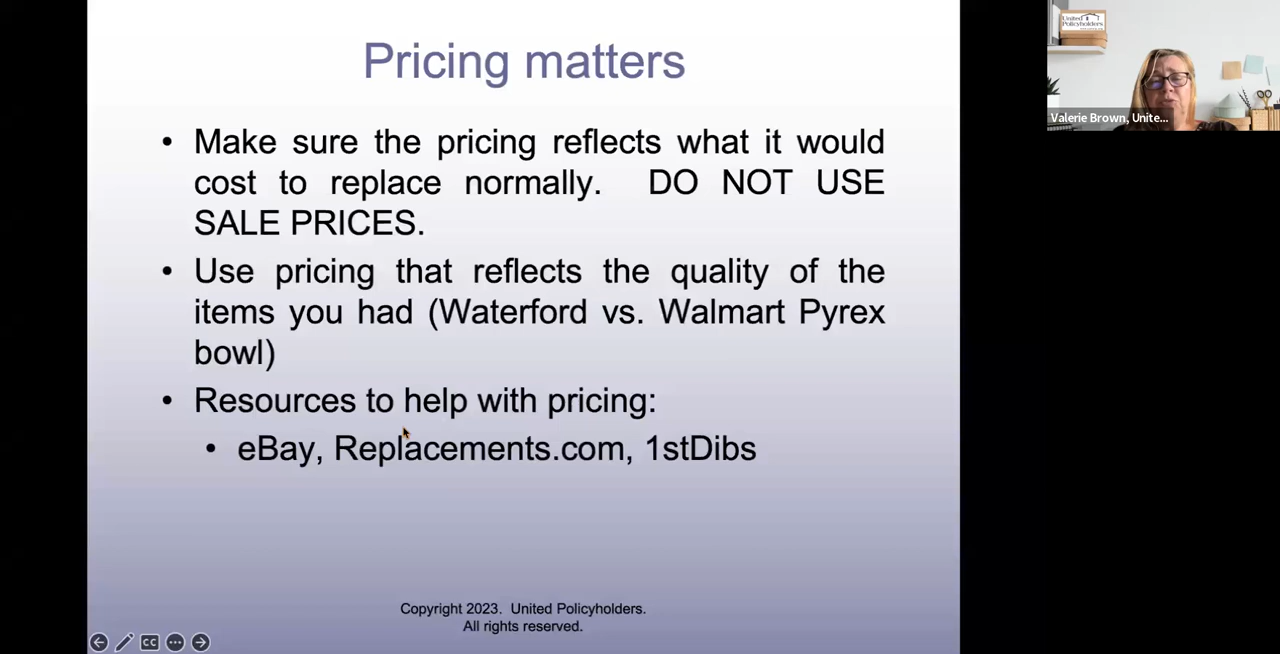 Pricing matters
• Make sure the pricing reflects what it would
cost to replace normally. DO NOT USE
SALE PRICES.
• Use pricing that reflects the quality of the
items you had (Waterford vs. Walmart Pyrex
bowl)
• Resources to help with pricing:
• eBay, Replacements.com, 1stDibs
Copyright 2023. United Policyholders.
All rights reserved.
CC
United
Policyholders
Valerie Brown, Unite...